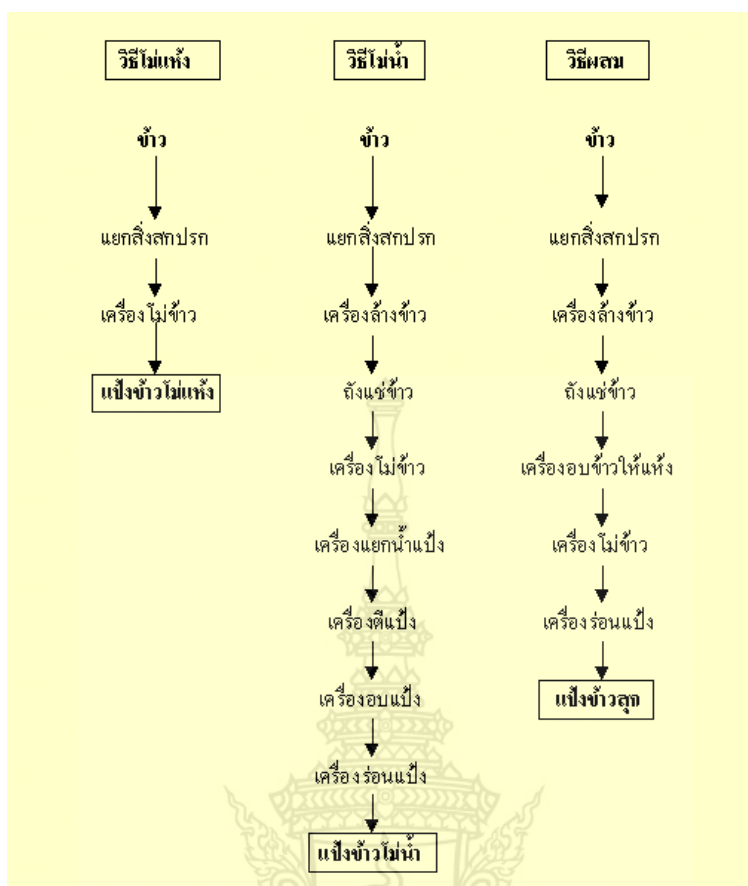 วิธีโม่แห้ง
ข้าว
แยกสิ่งสกปรก
เครื่องโม่ข้าว
แป้งข้าวโม่แห้ง
วิธีโม่น้ำ
ข้าว
แยกสิ่งสกปรก
เครื่องล้างข้าว
ถังแช่ข้าว
เครื่องโม่ข้าว
เครื่องแยกน้ำแป้ง
เครื่องตีแป้ง
เครื่องอบแป้ง
เครื่องร่อนแป้ง
แป้งข้าวโม่น้ำ
วิธีผสม
ข้าว
แยกสิ่งสกปรก
เครื่องล้างข้าว
ถังแช่ข้าว
เครื่องอบข้าวให้แห้ง
เครื่องโม่ข้าว
เครื่องร่อนแป้ง
แป้งข้าวสุก